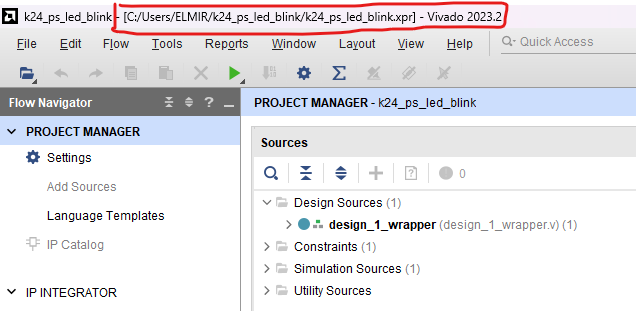 k24_ps_led_blink - [C:/Users/ELMIR/k24_ps_led_blink/k24_ps_led_blink.xpr] - Vivado 2023.2
File Edit Flow Tools Reports Window Layout View Help Quick Access
0
Flow Navigator
PROJECT MANAGER
Settings
Add Sources
Language Templates
IP Catalog
IP INTEGRATOR
PROJECT MANAGER - k24_ps_led_blink
Sources
0
Design Sources (1)
design_1_wrapper (design_1_wrapper.v) (1)
Constraints (1)
Simulation Sources (1)
Utility Sources